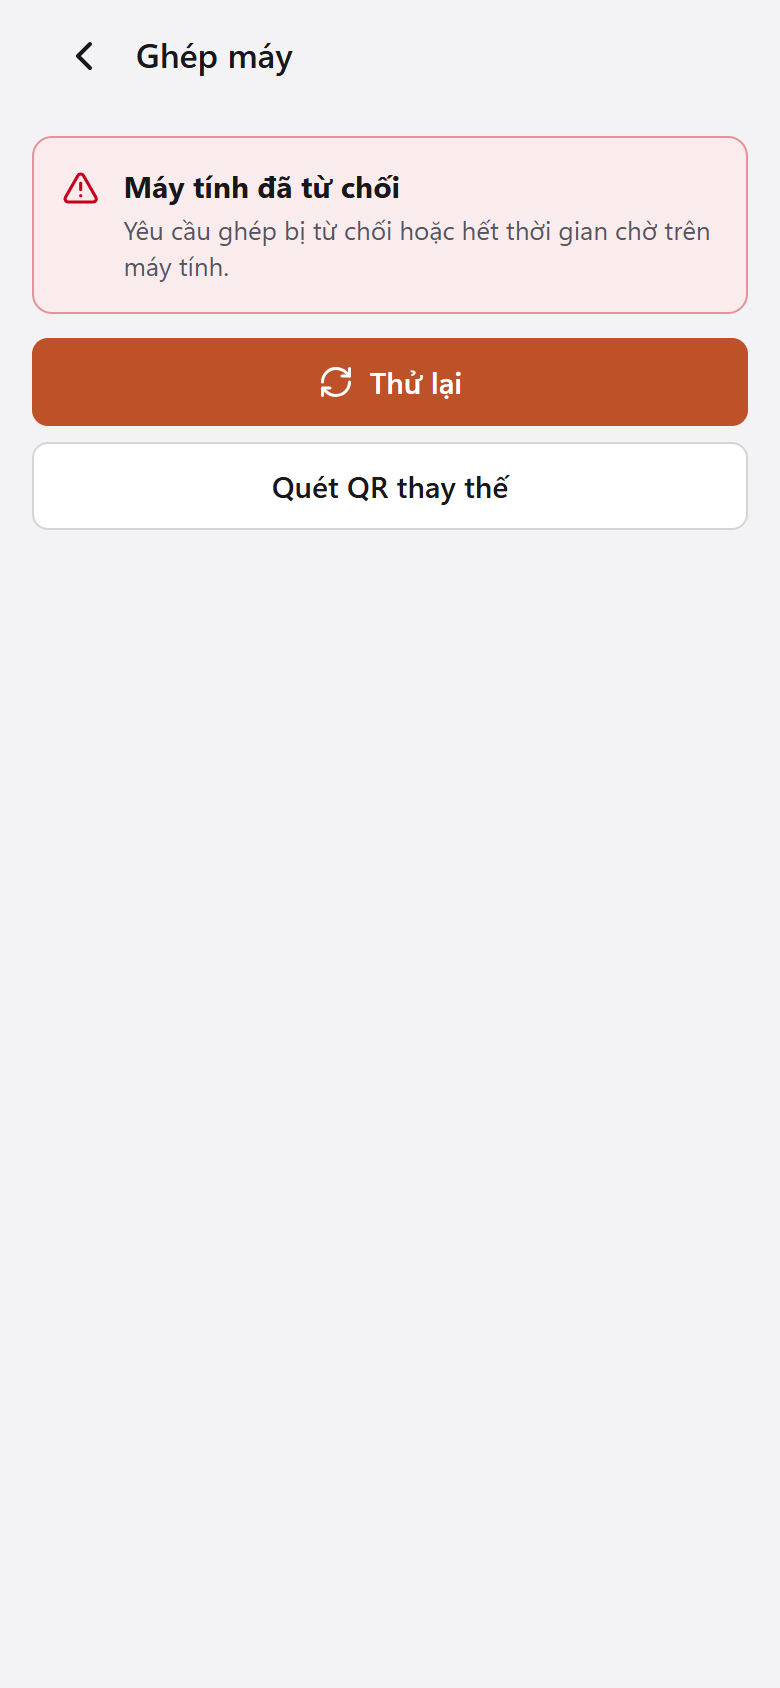 Ghép máy
Máy tính đã từ chối
Yêu cầu ghép bị từ chối hoặc hết thời gian chờ trên
máy tính.
Thử lại
Quét QR thay thế